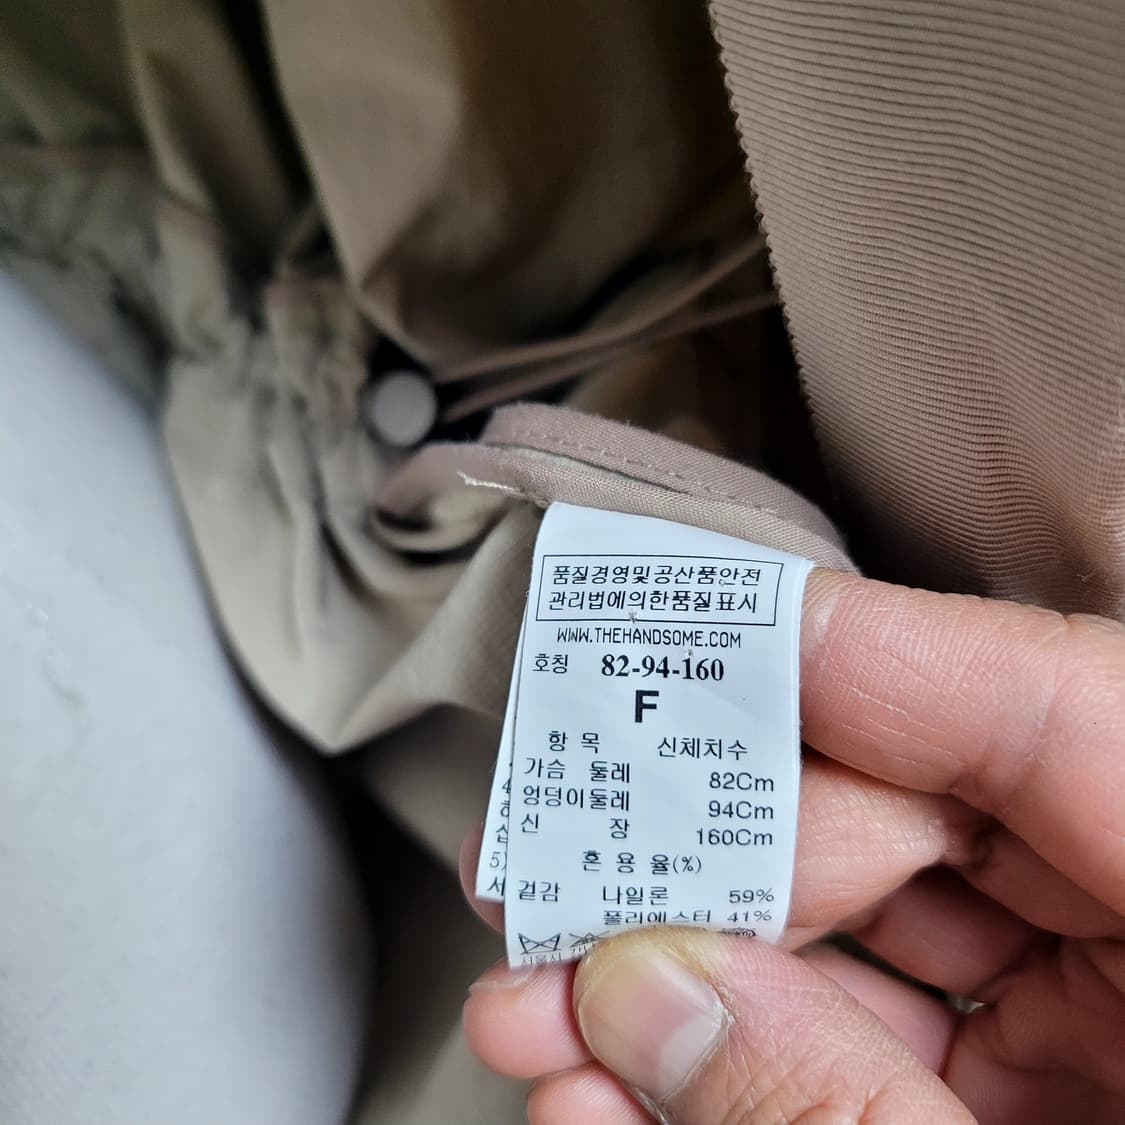 품질경영및공산품안전
관리법에의한품질표시
WWW.THEHANDSOME.COM
호칭 82-94-160
F
항 목 신체치수
가슴 둘레 82Cm
엉덩이둘레 94Cm
신 장 160Cm
혼 용 율(%)
겉감 나일론 59%
폴리에스터 41%
서울시